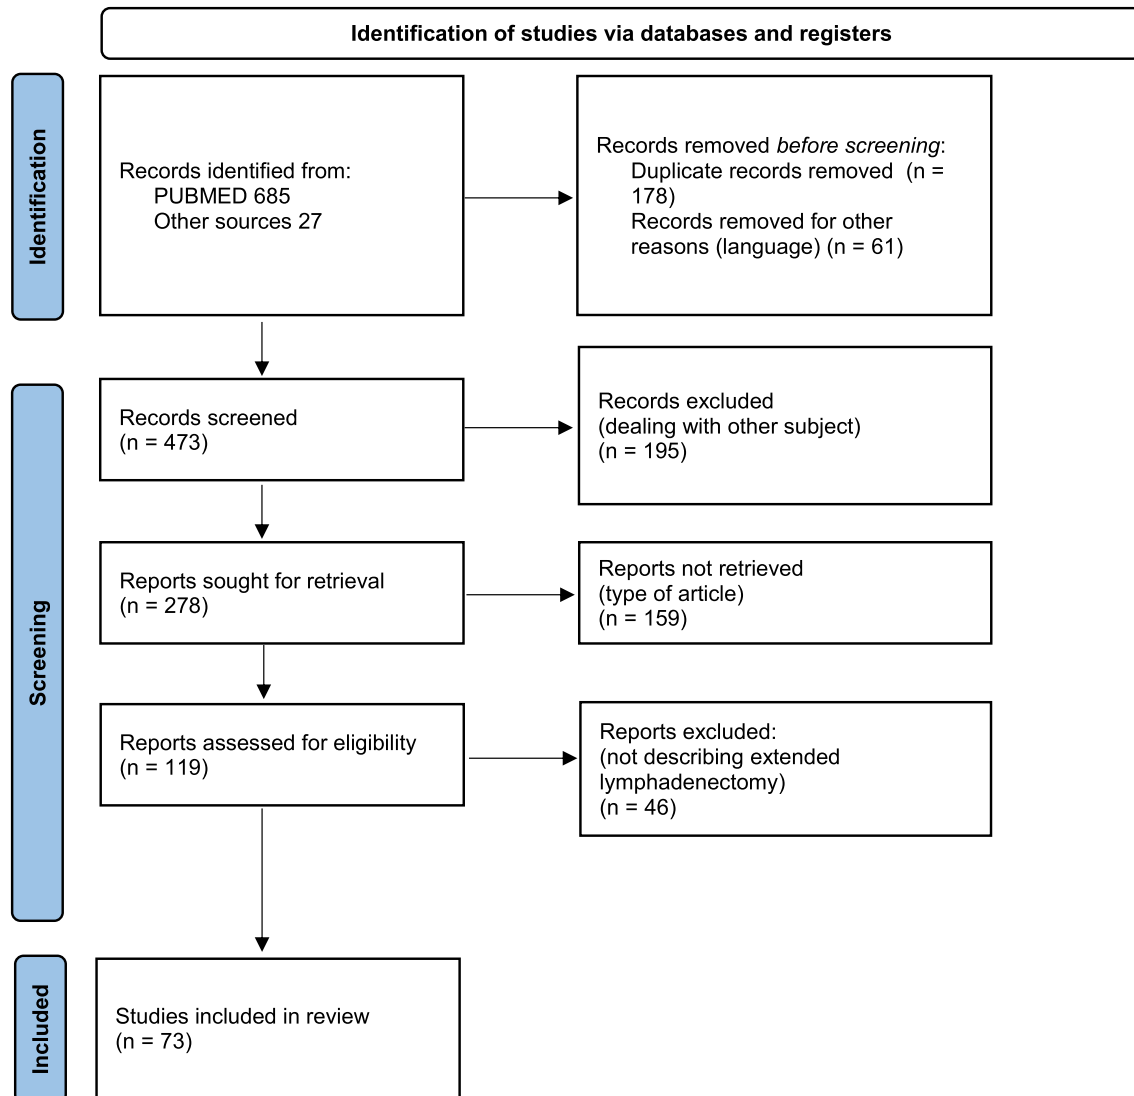 Identification of studies via databases and registers
Identification
Records identified from:
PUBMED 685
Other sources 27
Records removed before screening:
Duplicate records removed (n =
178)
Records removed for other
reasons (language) (n = 61)
Screening
Records screened
(n = 473)
Records excluded
(dealing with other subject)
(n = 195)
Reports sought for retrieval
(n = 278)
Reports not retrieved
(type of article)
(n = 159)
Reports assessed for eligibility
(n = 119)
Reports excluded:
(not describing extended
lymphadenectomy)
(n = 46)
Included
Studies included in review
(n = 73)